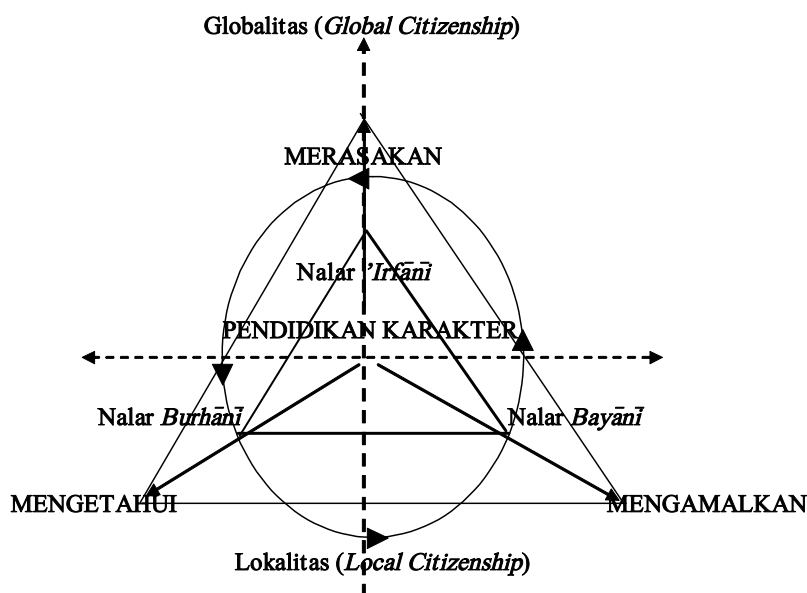 Globalitas (Global Citizenship)
MERASAKAN
Nalar ’Irfānī
PENDIDIKAN KARAKTER
Nalar Burhānī
Nalar Bayānī
MENGETAHUI
MENGAMALKAN
Lokalitas (Local Citizenship)